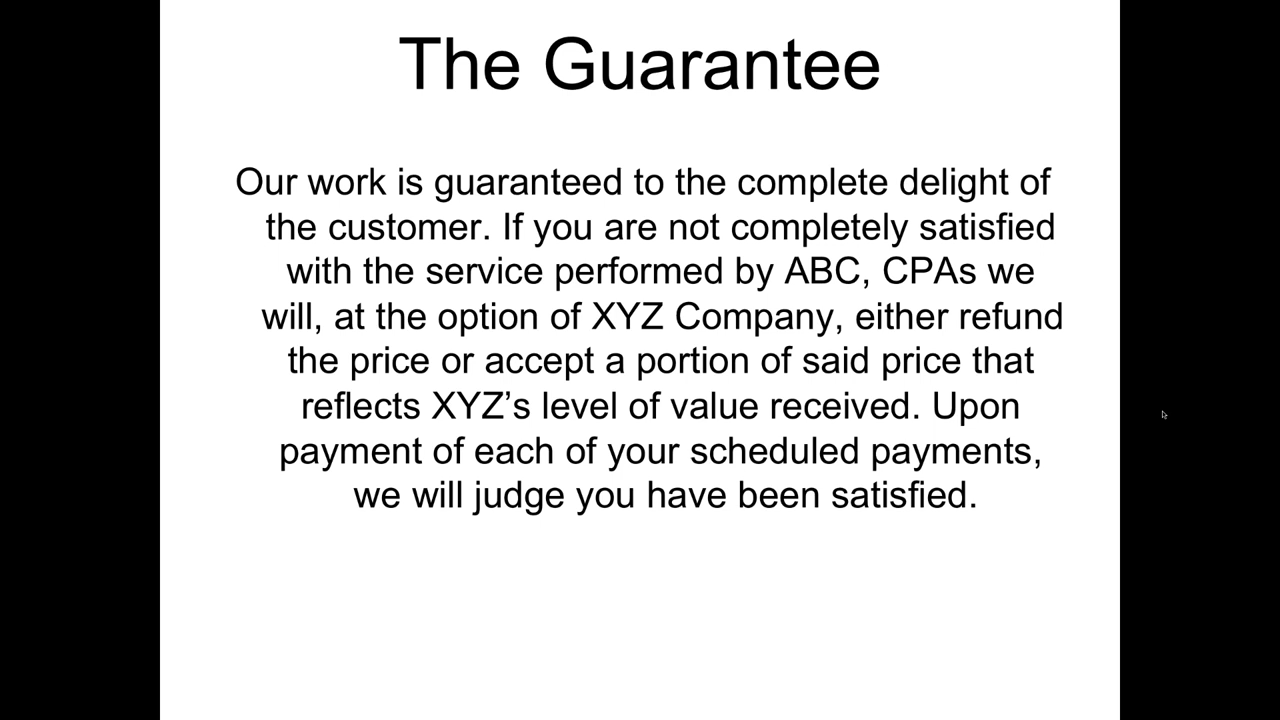 The Guarantee
Our work is guaranteed to the complete delight of
the customer. If you are not completely satisfied
with the service performed by ABC, CPAs we
will, at the option of XYZ Company, either refund
the price or accept a portion of said price that
reflects XYZ’s level of value received. Upon
payment of each of your scheduled payments,
we will judge you have been satisfied.